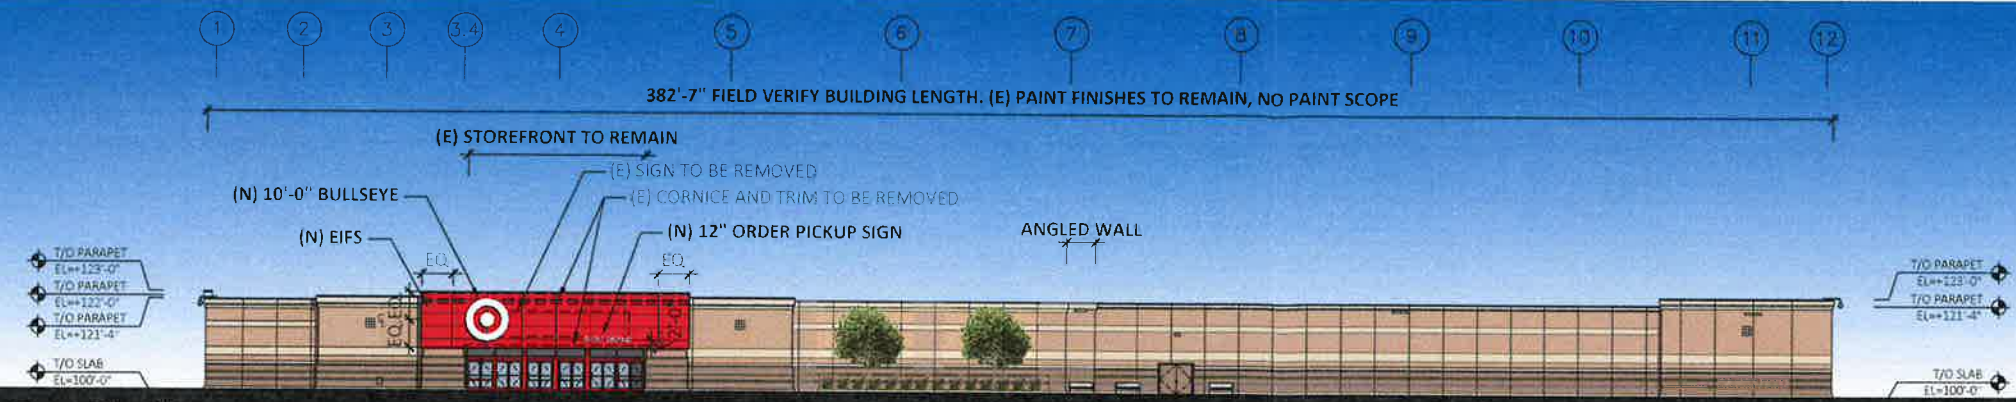 1 2 3 3.4 4 5 6 7 8 9 10 11 12
382'-7" FIELD VERIFY BUILDING LENGTH. (E) PAINT FINISHES TO REMAIN, NO PAINT SCOPE
(E) STOREFRONT TO REMAIN
(E) SIGN TO BE REMOVED
(N) 10'-0" BULLSEYE
(E) CORNICE AND TRIM TO BE REMOVED
(N) EIFS
(N) 12" ORDER PICKUP SIGN
ANGLED WALL
EQ
EQ
EQ EQ
T/O PARAPET
EL=+123'-0"
T/O PARAPET
EL=+122'-0"
T/O PARAPET
EL=+121'-4"
T/O SLAB
EL=100'-0"
T/O PARAPET
EL=+123'-0"
T/O PARAPET
EL=+121'-4"
T/O SLAB
EL=100'-0"